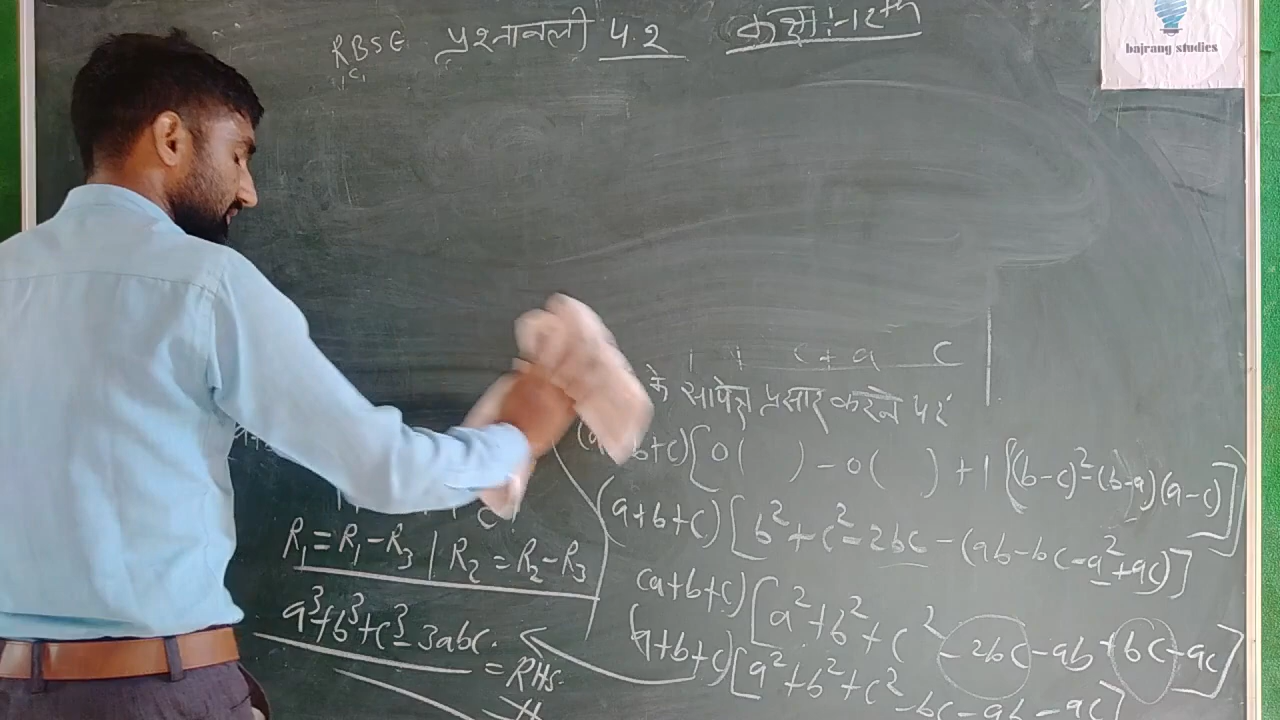 RBSE प्रश्नावली 4.2 कक्षा:-12th
bajrang studies
c+a c
के सापेक्ष प्रसार करने पर
b+c)[0( ) - 0( ) + 1{(b-c)²-(b-a)(a-c)}]
(a+b+c)[b²+c²-2bc-(ab-bc-a²+ac)]
R₁=R₁-R₃ | R₂=R₂-R₃
(a+b+c)[a²+b²+c²-2bc-ab+bc-ac]
a³+b³+c³-3abc.
(a+b+c)[a²+b²+c²-bc-ab-ac]
=RHS.